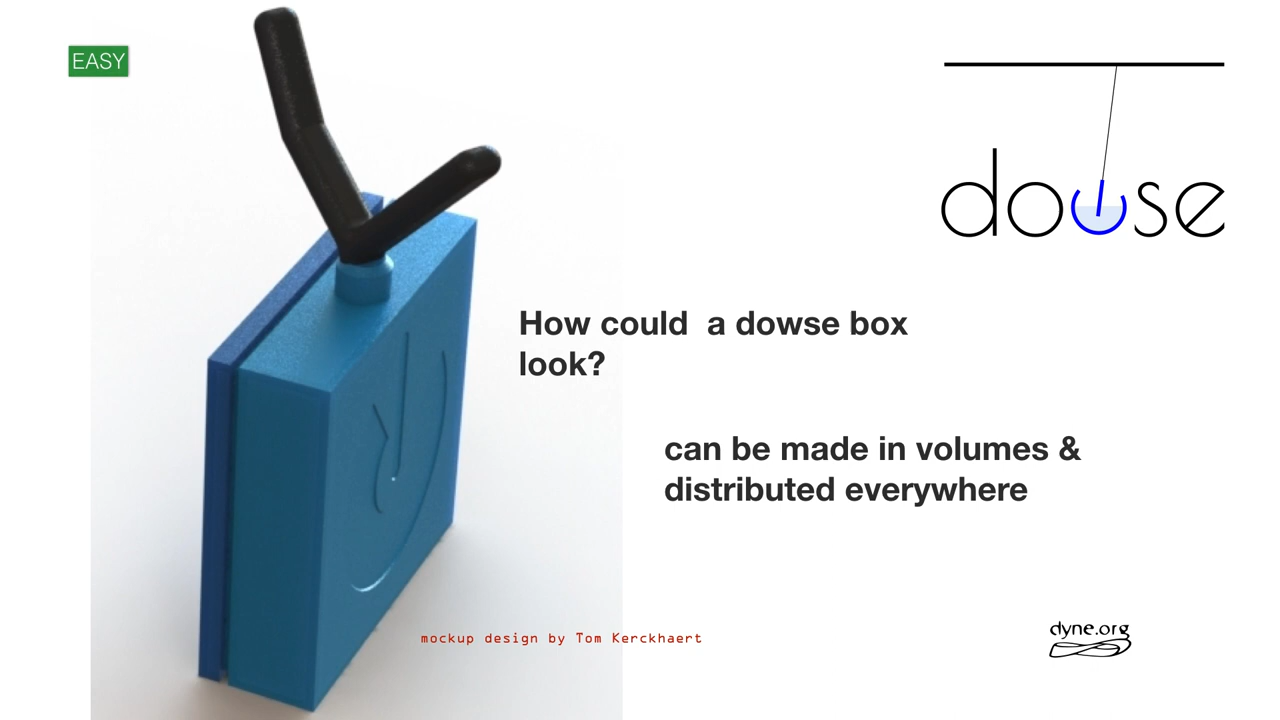 EASY
dowse
How could  a dowse box
look?
can be made in volumes &
distributed everywhere
mockup design by Tom Kerckhaert
dyne.org